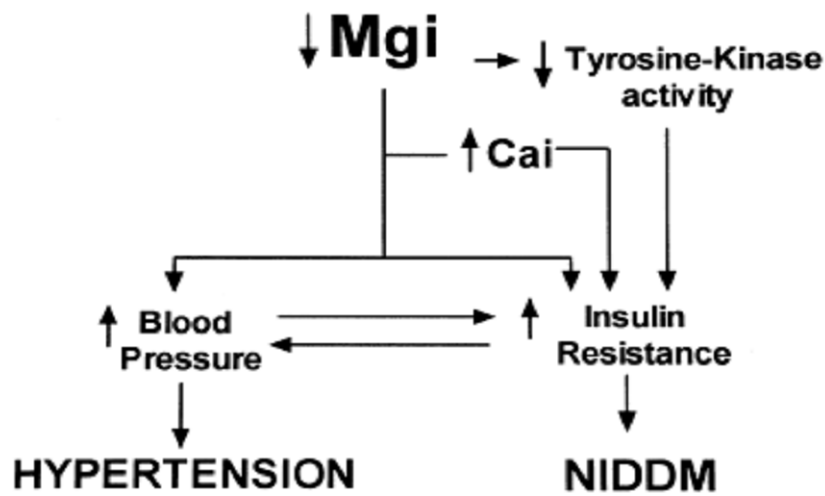 ↓ Mgi → ↓ Tyrosine-Kinase
activity
↑ Cai
↑ Blood
Pressure
↑ Insulin
Resistance
HYPERTENSION
NIDDM